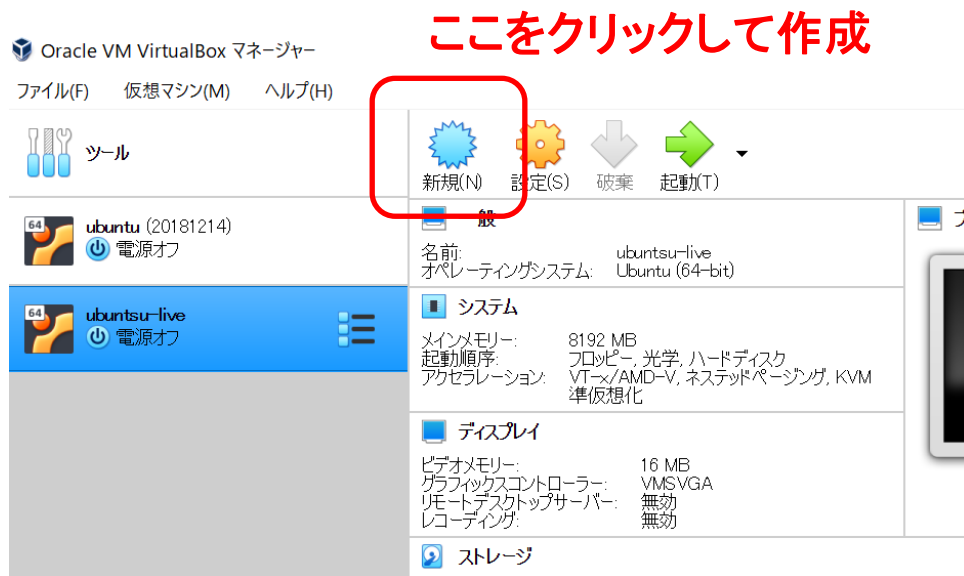 ここをクリックして作成
Oracle VM VirtualBox マネージャー
ファイル(F) 仮想マシン(M) ヘルプ(H)
ツール
新規(N) 設定(S) 破棄 起動(T)
64 ubuntu (20181214)
電源オフ
64 ubuntsu-live
電源オフ
一般
名前: ubuntsu-live
オペレーティングシステム: Ubuntu (64-bit)
システム
メインメモリー: 8192 MB
起動順序: フロッピー, 光学, ハードディスク
アクセラレーション: VT-x/AMD-V, ネステッドページング, KVM
準仮想化
ディスプレイ
ビデオメモリー: 16 MB
グラフィックスコントローラー: VMSVGA
リモートデスクトップサーバー: 無効
レコーディング: 無効
ストレージ